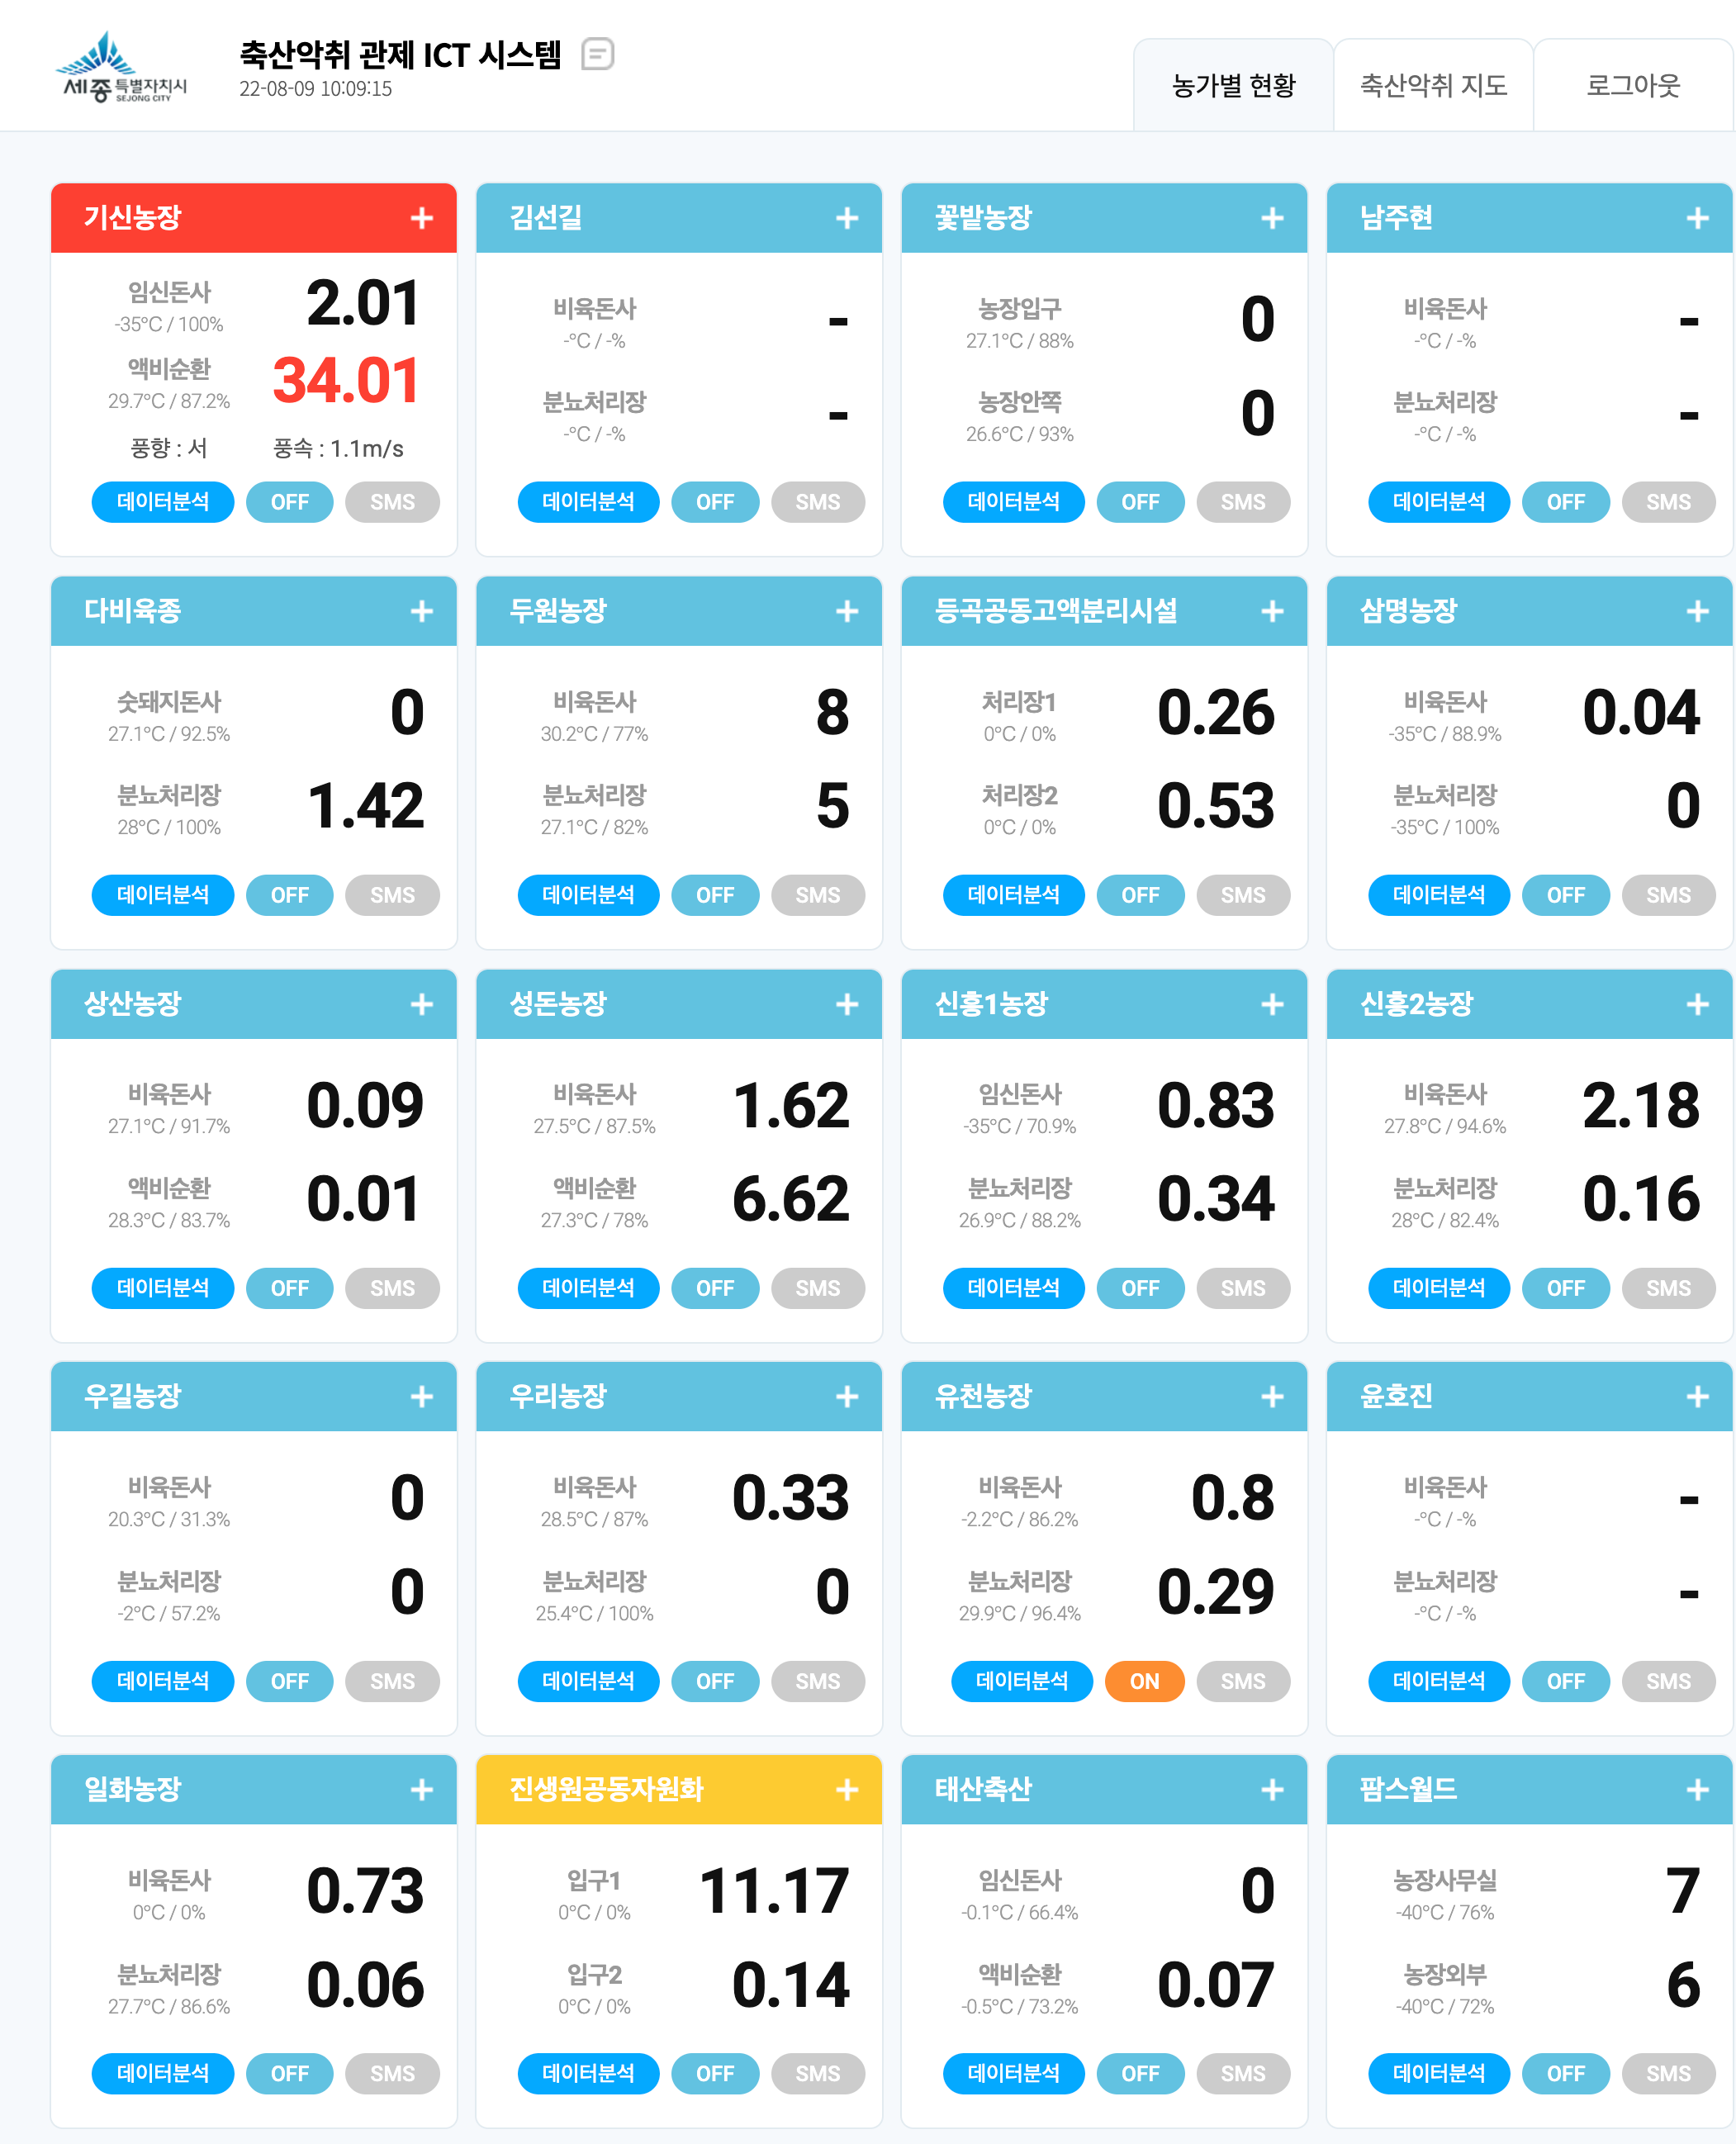 세종특별자치시
SEJONG CITY
축산악취 관제 ICT 시스템
22-08-09 10:09:15
농가별 현황
축산악취 지도
로그아웃
기신농장 +
임신돈사 2.01
-35°C / 100%
액비순환 34.01
29.7°C / 87.2%
풍향 : 서 풍속 : 1.1m/s
데이터분석 OFF SMS
김선길 +
비육돈사 -
-°C / -%
분뇨처리장 -
-°C / -%
데이터분석 OFF SMS
꽃밭농장 +
농장입구 0
27.1°C / 88%
농장안쪽 0
26.6°C / 93%
데이터분석 OFF SMS
남주현 +
비육돈사 -
-°C / -%
분뇨처리장 -
-°C / -%
데이터분석 OFF SMS
다비육종 +
숫돼지돈사 0
27.1°C / 92.5%
분뇨처리장 1.42
28°C / 100%
데이터분석 OFF SMS
두원농장 +
비육돈사 8
30.2°C / 77%
분뇨처리장 5
27.1°C / 82%
데이터분석 OFF SMS
등곡공동고액분리시설 +
처리장1 0.26
0°C / 0%
처리장2 0.53
0°C / 0%
데이터분석 OFF SMS
삼명농장 +
비육돈사 0.04
-35°C / 88.9%
분뇨처리장 0
-35°C / 100%
데이터분석 OFF SMS
상산농장 +
비육돈사 0.09
27.1°C / 91.7%
액비순환 0.01
28.3°C / 83.7%
데이터분석 OFF SMS
성돈농장 +
비육돈사 1.62
27.5°C / 87.5%
액비순환 6.62
27.3°C / 78%
데이터분석 OFF SMS
신흥1농장 +
임신돈사 0.83
-35°C / 70.9%
분뇨처리장 0.34
26.9°C / 88.2%
데이터분석 OFF SMS
신흥2농장 +
비육돈사 2.18
27.8°C / 94.6%
분뇨처리장 0.16
28°C / 82.4%
데이터분석 OFF SMS
우길농장 +
비육돈사 0
20.3°C / 31.3%
분뇨처리장 0
-2°C / 57.2%
데이터분석 OFF SMS
우리농장 +
비육돈사 0.33
28.5°C / 87%
분뇨처리장 0
25.4°C / 100%
데이터분석 OFF SMS
유천농장 +
비육돈사 0.8
-2.2°C / 86.2%
분뇨처리장 0.29
29.9°C / 96.4%
데이터분석 ON SMS
윤호진 +
비육돈사 -
-°C / -%
분뇨처리장 -
-°C / -%
데이터분석 OFF SMS
일화농장 +
비육돈사 0.73
0°C / 0%
분뇨처리장 0.06
27.7°C / 86.6%
데이터분석 OFF SMS
진생원공동자원화 +
입구1 11.17
0°C / 0%
입구2 0.14
0°C / 0%
데이터분석 OFF SMS
태산축산 +
임신돈사 0
-0.1°C / 66.4%
액비순환 0.07
-0.5°C / 73.2%
데이터분석 OFF SMS
팜스월드 +
농장사무실 7
-40°C / 76%
농장외부 6
-40°C / 72%
데이터분석 OFF SMS